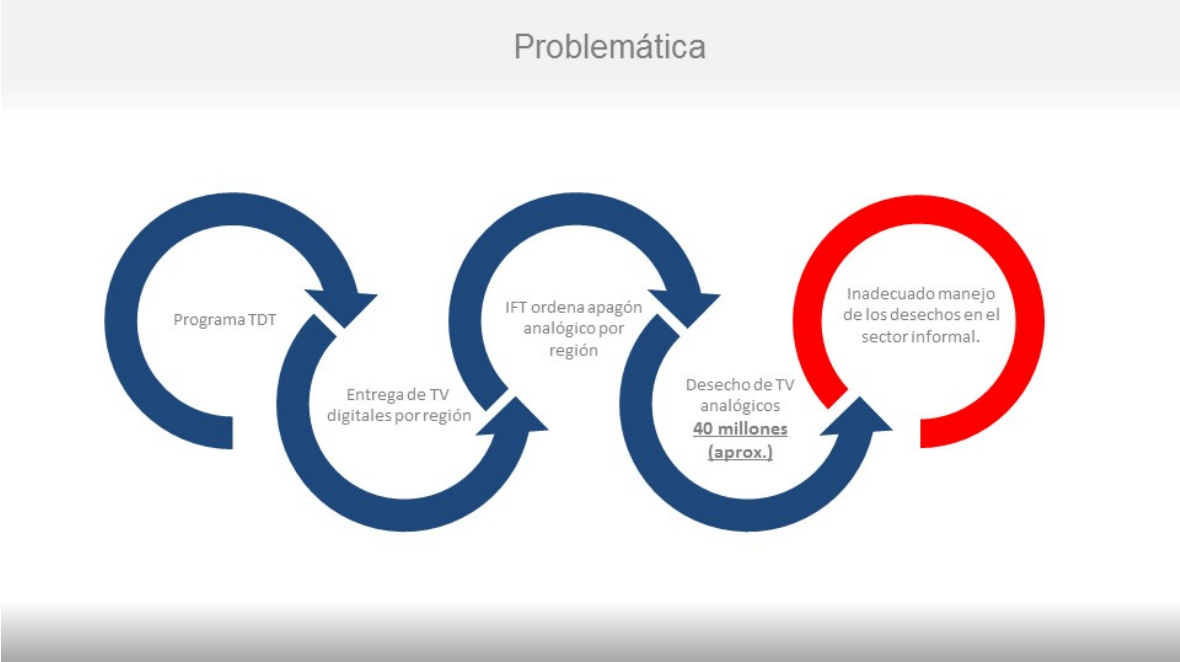 Problemática
Programa TDT
Entrega de TV
digitales por región
IFT ordena apagón
analógico por
región
Desecho de TV
analógicos
40 millones
(aprox.)
Inadecuado manejo
de los desechos en el
sector informal.